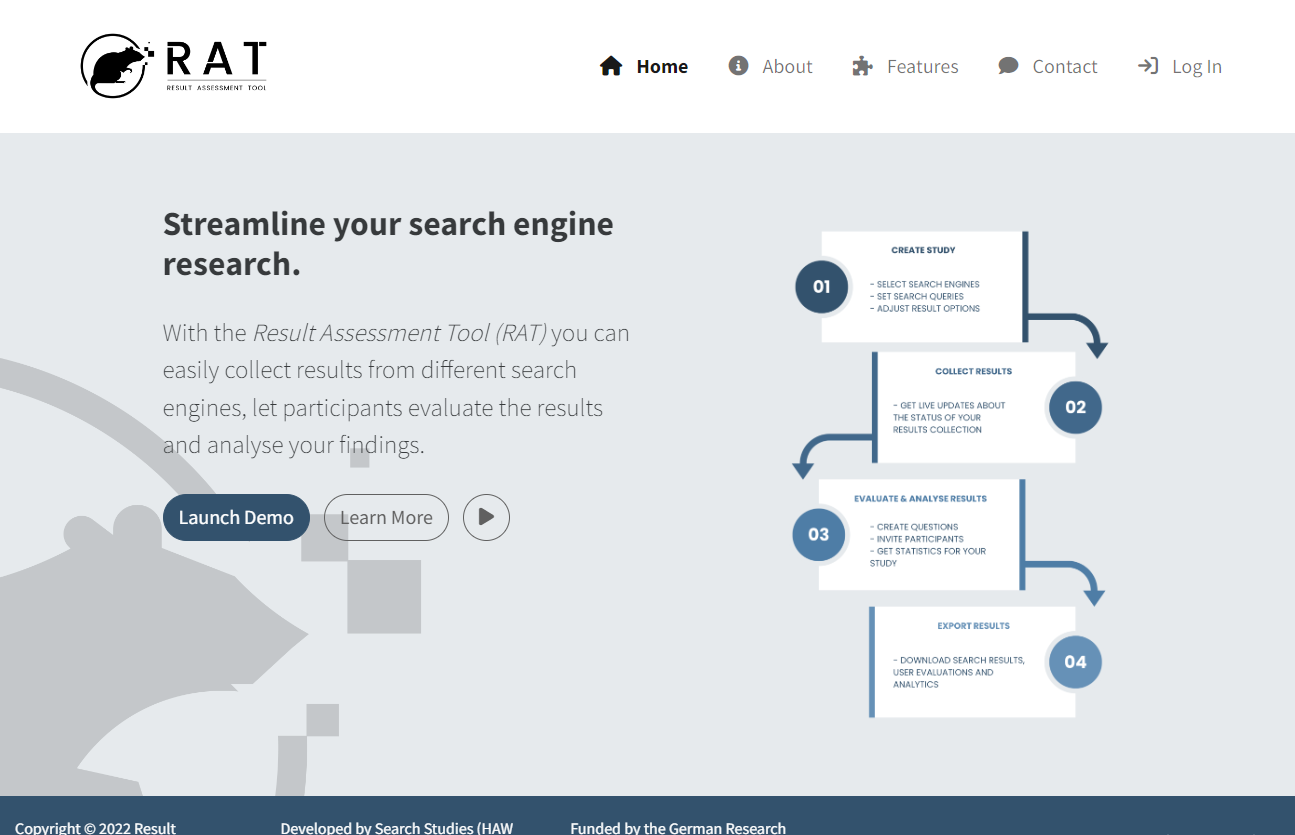 RAT
RESULT ASSESSMENT TOOL
Home
About
Features
Contact
Log In
Streamline your search engine
research.
With the Result Assessment Tool (RAT) you can
easily collect results from different search
engines, let participants evaluate the results
and analyse your findings.
Launch Demo
Learn More
CREATE STUDY
01
- SELECT SEARCH ENGINES
- SET SEARCH QUERIES
- ADJUST RESULT OPTIONS
COLLECT RESULTS
02
- GET LIVE UPDATES ABOUT
THE STATUS OF YOUR
RESULTS COLLECTION
EVALUATE & ANALYSE RESULTS
03
- CREATE QUESTIONS
- INVITE PARTICIPANTS
- GET STATISTICS FOR YOUR
STUDY
EXPORT RESULTS
04
- DOWNLOAD SEARCH RESULTS,
USER EVALUATIONS AND
ANALYTICS
Copyright © 2022 Result
Developed by Search Studies (HAW
Funded by the German Research